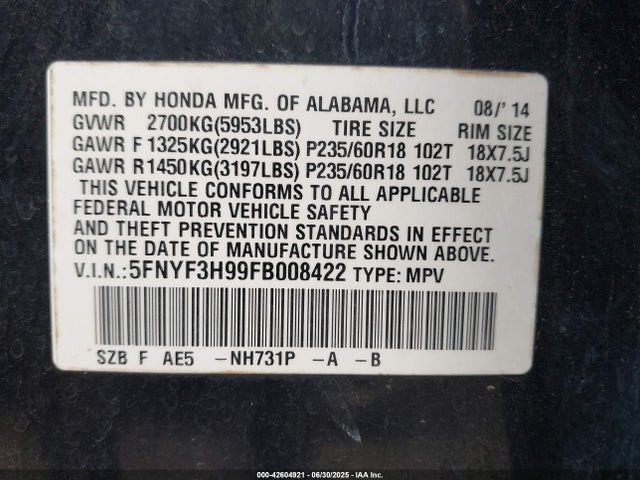 MFD. BY HONDA MFG. OF ALABAMA, LLC 08/'14
GVWR 2700KG(5953LBS) TIRE SIZE RIM SIZE
GAWR F 1325KG(2921LBS) P235/60R18 102T 18X7.5J
GAWR R1450KG(3197LBS) P235/60R18 102T 18X7.5J
THIS VEHICLE CONFORMS TO ALL APPLICABLE
FEDERAL MOTOR VEHICLE SAFETY
AND THEFT PREVENTION STANDARDS IN EFFECT
ON THE DATE OF MANUFACTURE SHOWN ABOVE.
V.I.N.:5FNYF3H99FB008422 TYPE: MPV
SZB F AE5 -NH731P -A -B
000-42604921 - 06/30/2025 - IAA Inc.